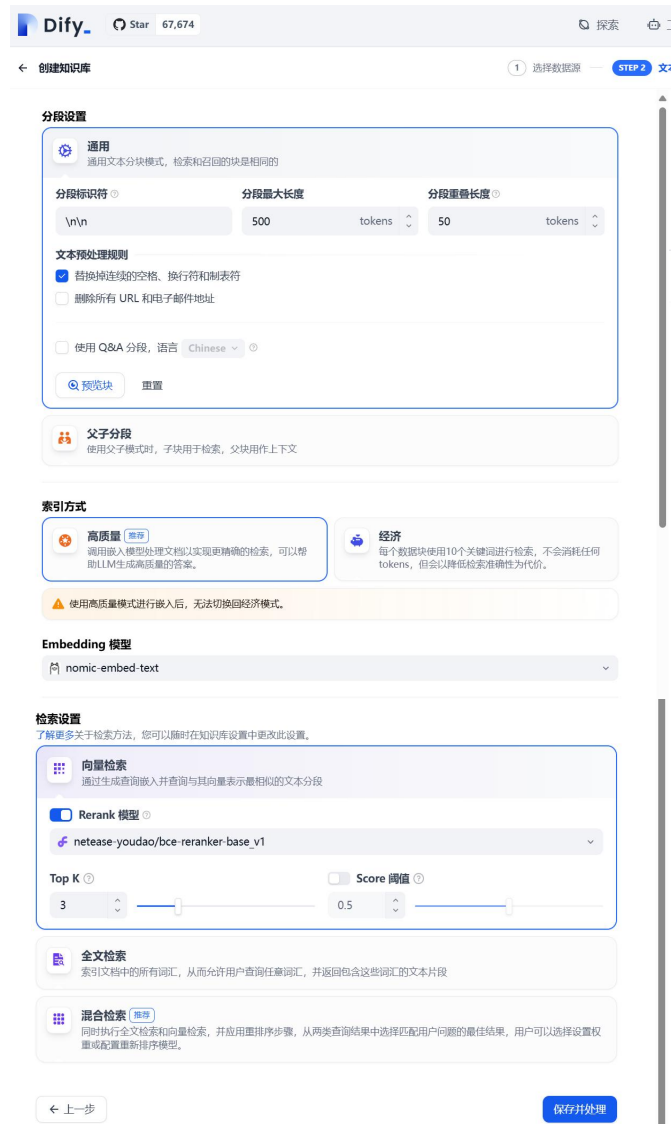 Dify_
Star 67,674
探索
← 创建知识库
1 选择数据源
STEP 2 文本
分段设置
通用
通用文本分块模式，检索和召回的块是相同的
分段标识符 分段最大长度 分段重叠长度
\n\n 500 tokens 50 tokens
文本预处理规则
替换掉连续的空格、换行符和制表符
删除所有 URL 和电子邮件地址
使用 Q&A 分段，语言 Chinese
预览块 重置
父子分段
使用父子模式时，子块用于检索，父块用作上下文
索引方式
高质量 推荐
调用嵌入模型处理文档以实现更精确的检索，可以帮
助LLM生成高质量的答案。
经济
每个数据块使用10个关键词进行检索，不会消耗任何
tokens，但会以降低检索准确性为代价。
使用高质量模式进行嵌入后，无法切换回经济模式。
Embedding 模型
nomic-embed-text
检索设置
了解更多关于检索方法，您可以随时在知识库设置中更改此设置。
向量检索
通过生成查询嵌入并查询与其向量表示最相似的文本分段
Rerank 模型
netease-youdao/bce-reranker-base_v1
Top K Score 阈值
3 0.5
全文检索
索引文档中的所有词汇，从而允许用户查询任意词汇，并返回包含这些词汇的文本片段
混合检索 推荐
同时执行全文检索和向量检索，并应用重排序步骤，从两类查询结果中选择匹配用户问题的最佳结果，用户可以选择设置权
重或配置重新排序模型。
← 上一步
保存并处理